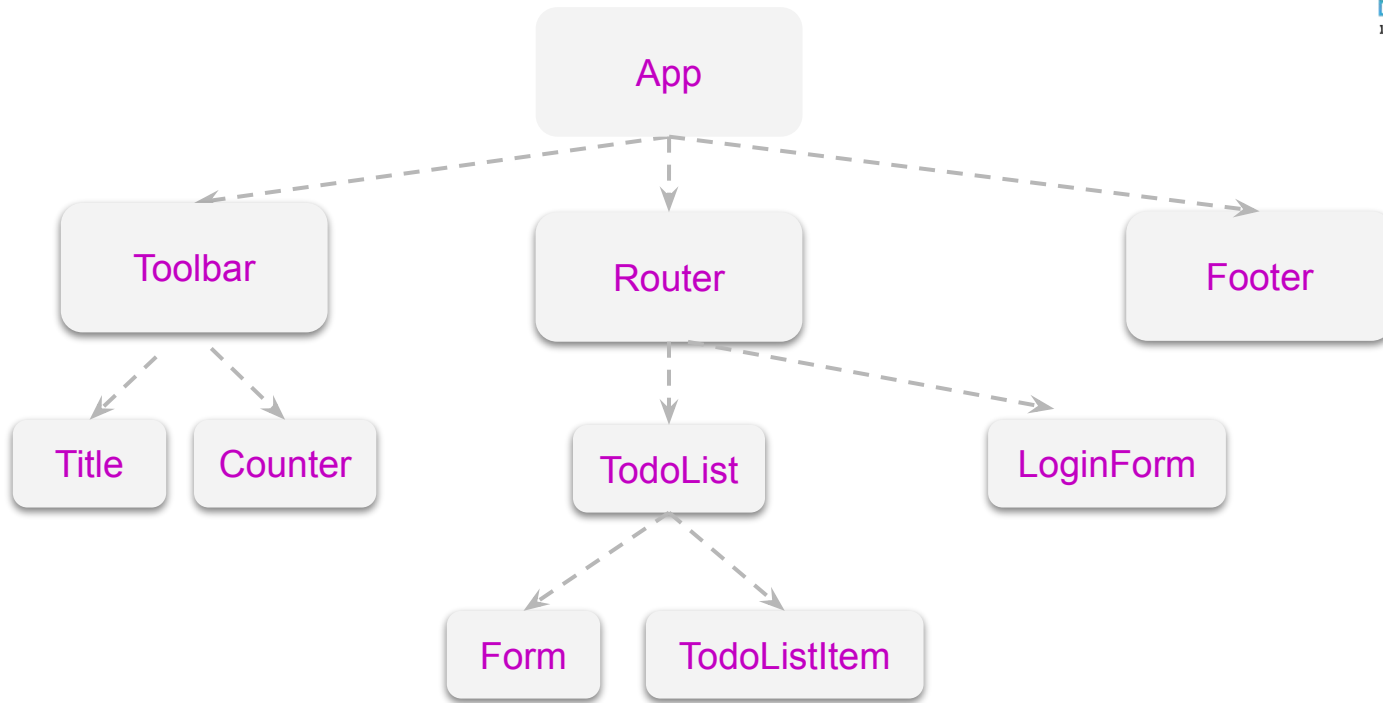 App
Toolbar
Router
Footer
Title
Counter
TodoList
LoginForm
Form
TodoListItem